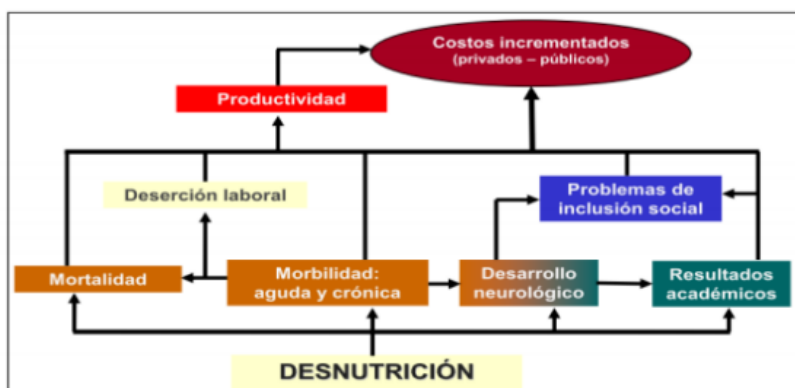 Costos incrementados
(privados – públicos)
Productividad
Deserción laboral
Problemas de
inclusión social
Mortalidad
Morbilidad:
aguda y crónica
Desarrollo
neurológico
Resultados
académicos
DESNUTRICIÓN